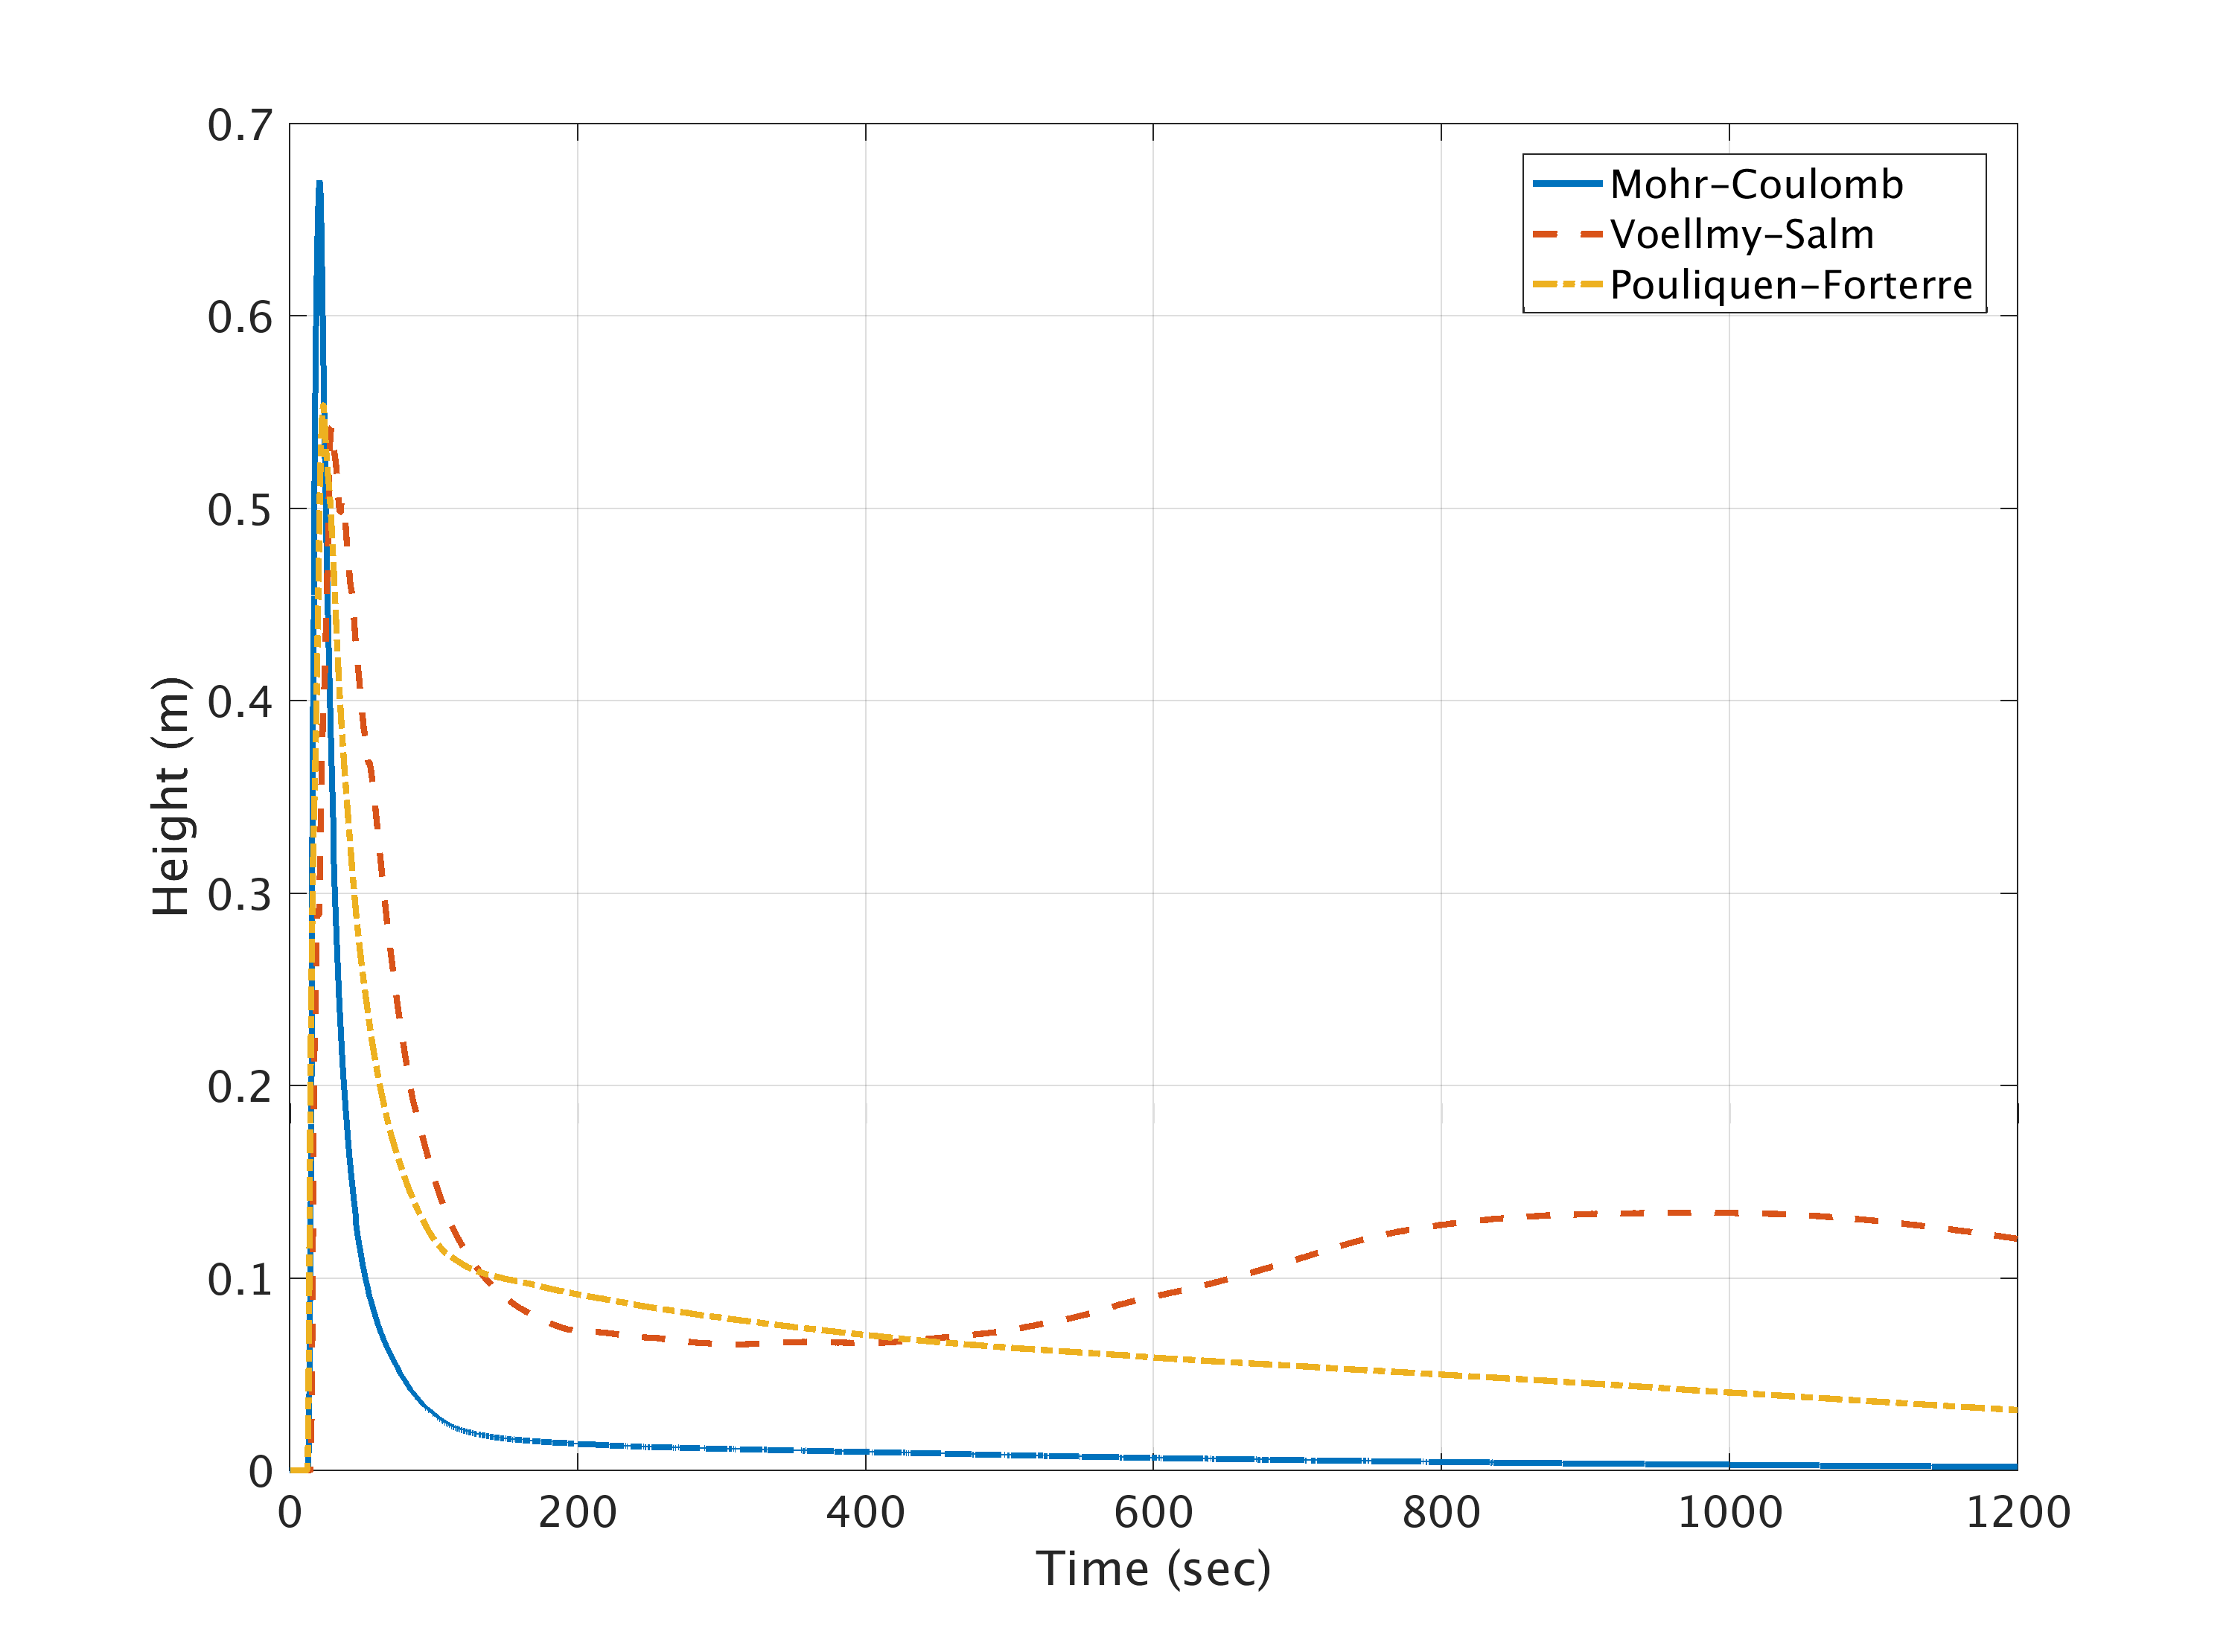 0.7
0.6
0.5
0.4
0.3
0.2
0.1
0
Height (m)
Mohr-Coulomb
Voellmy-Salm
Pouliquen-Forterre
0 200 400 600 800 1000 1200
Time (sec)